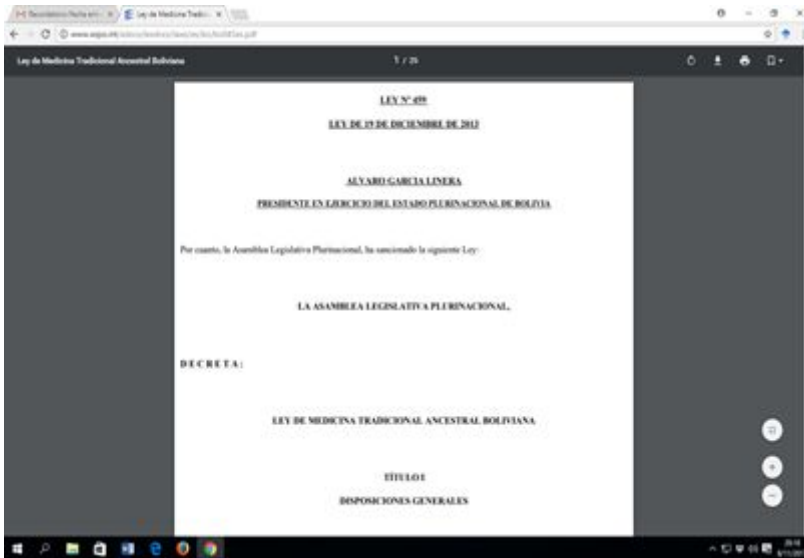 Ley de Medicina Tradicional Ancestral Boliviana
LEY N° 459
LEY DE 19 DE DICIEMBRE DE 2013
ALVARO GARCIA LINERA
PRESIDENTE EN EJERCICIO DEL ESTADO PLURINACIONAL DE BOLIVIA
Por cuanto, la Asamblea Legislativa Plurinacional, ha sancionado la siguiente Ley:
LA ASAMBLEA LEGISLATIVA PLURINACIONAL,
D E C R E T A :
LEY DE MEDICINA TRADICIONAL ANCESTRAL BOLIVIANA
TÍTULO I
DISPOSICIONES GENERALES